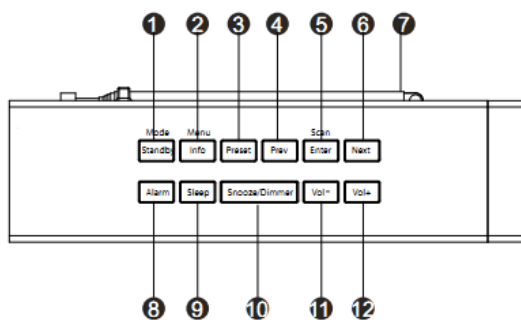 1 2 3 4 5 6 7
Mode Menu Scan
Standby Info Preset Prev Enter Next
Alarm Sleep Snooze/Dimmer Vol- Vol+
8 9 10 11 12